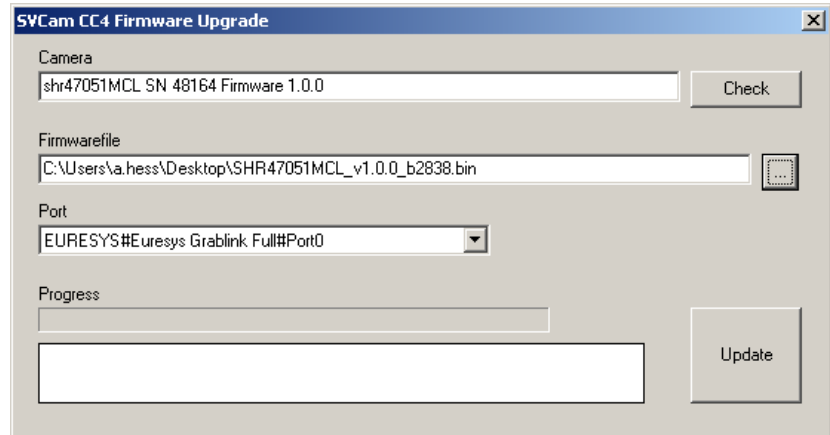 SVCam CC4 Firmware Upgrade
Camera
shr47051MCL SN 48164 Firmware 1.0.0
Check
Firmwarefile
C:\Users\a.hess\Desktop\SHR47051MCL_v1.0.0_b2838.bin
...
Port
EURESYS#Euresys Grablink Full#Port0
Progress
Update